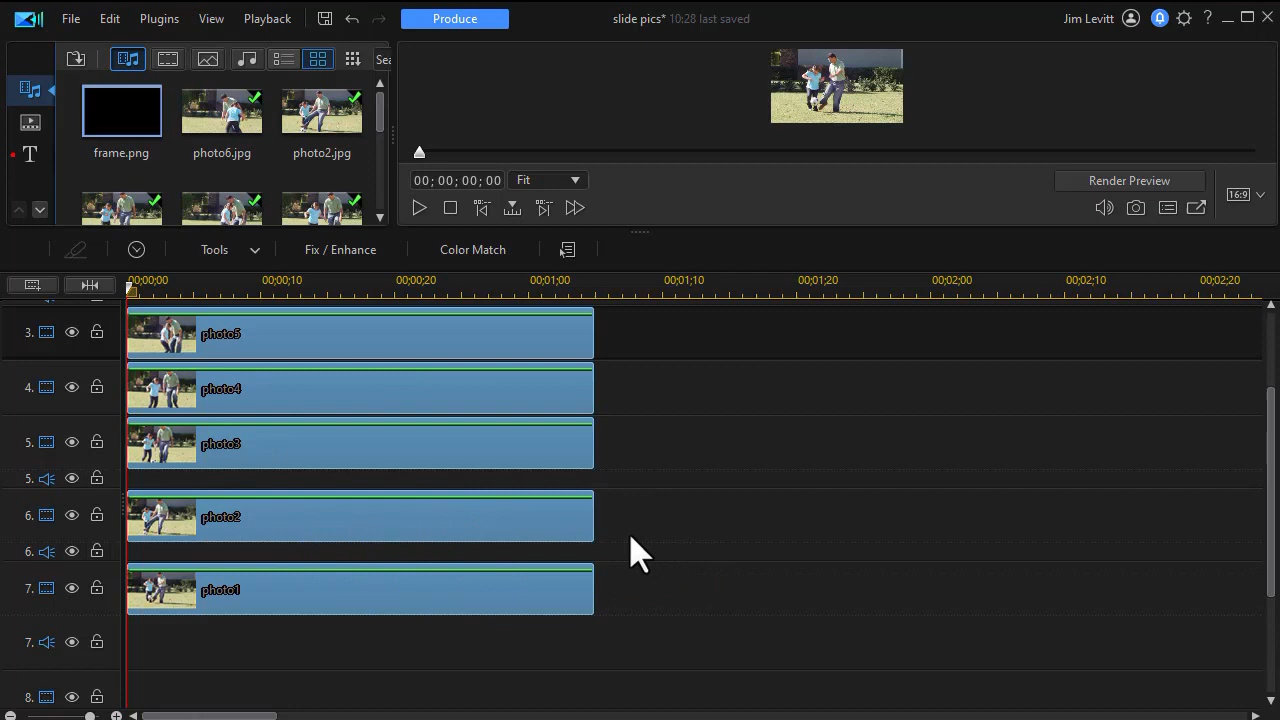 File Edit Plugins View Playback Produce slide pics* 10:28 last saved Jim Levitt ?
T
frame.png photo6.jpg photo2.jpg
00;00;00;00 Fit Render Preview 16:9
Tools Fix / Enhance Color Match
00;00;00 00;00;10 00;00;20 00;01;00 00;01;10 00;01;20 00;02;00 00;02;10 00;02;20
3. photo5
4. photo4
5. photo3
5.
6. photo2
6.
7. photo1
7.
8.